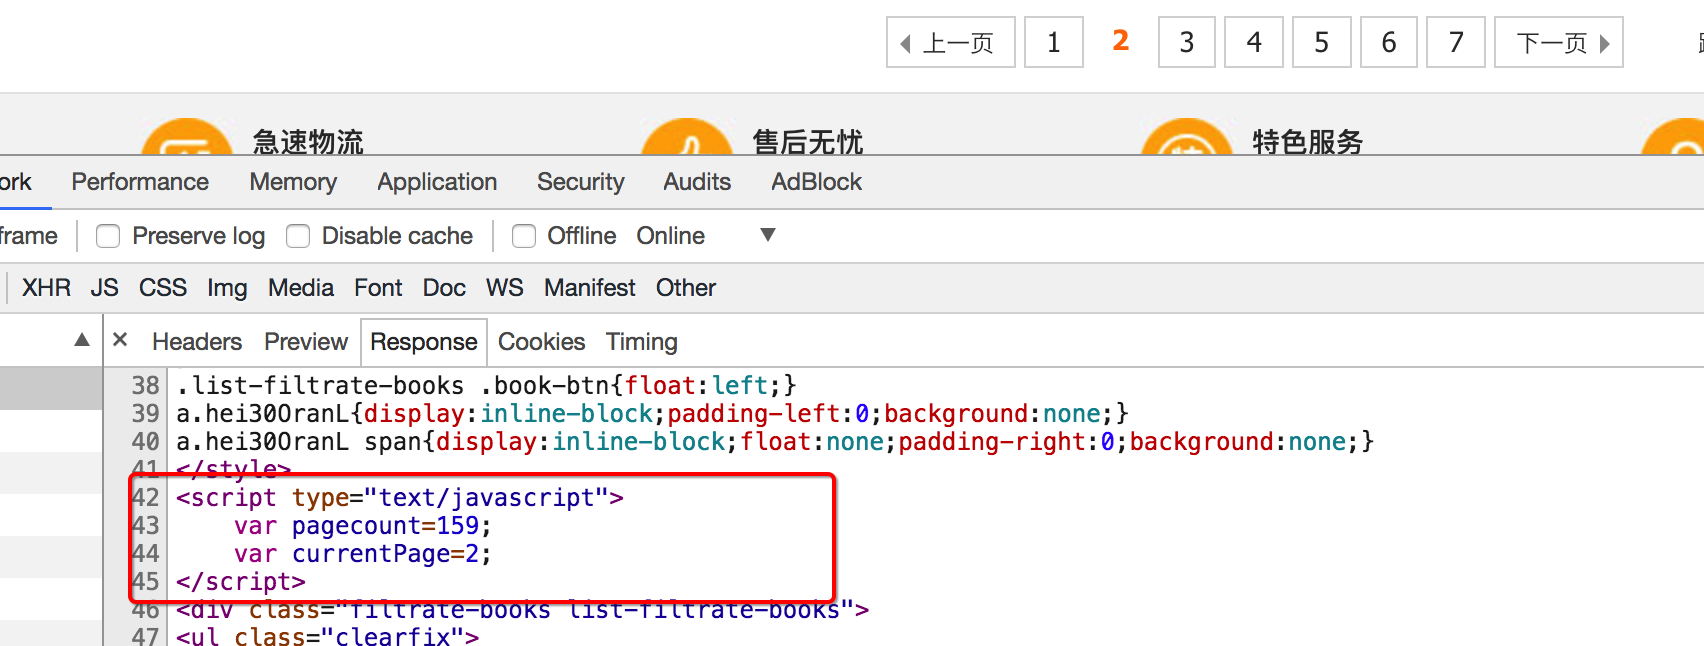 上一页 1 2 3 4 5 6 7 下一页
急速物流 售后无忧 特色服务
ork Performance Memory Application Security Audits AdBlock
frame Preserve log Disable cache Offline Online
XHR JS CSS Img Media Font Doc WS Manifest Other
× Headers Preview Response Cookies Timing
38 .list-filtrate-books .book-btn{float:left;}
39 a.hei30OranL{display:inline-block;padding-left:0;background:none;}
40 a.hei30OranL span{display:inline-block;float:none;padding-right:0;background:none;}
41 </style>
42 <script type="text/javascript">
43 var pagecount=159;
44 var currentPage=2;
45 </script>
46 <div class="filtrate-books list-filtrate-books">
47 <ul class="clearfix">